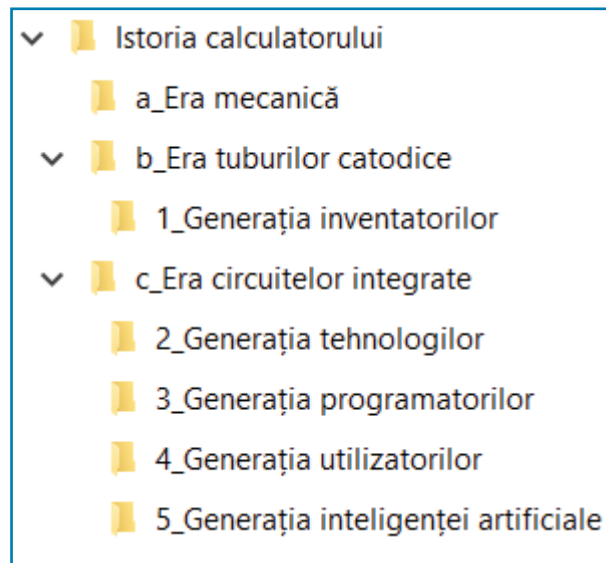 Istoria calculatorului
a_Era mecanică
b_Era tuburilor catodice
1_Generația inventatorilor
c_Era circuitelor integrate
2_Generația tehnologilor
3_Generația programatorilor
4_Generația utilizatorilor
5_Generația inteligenței artificiale